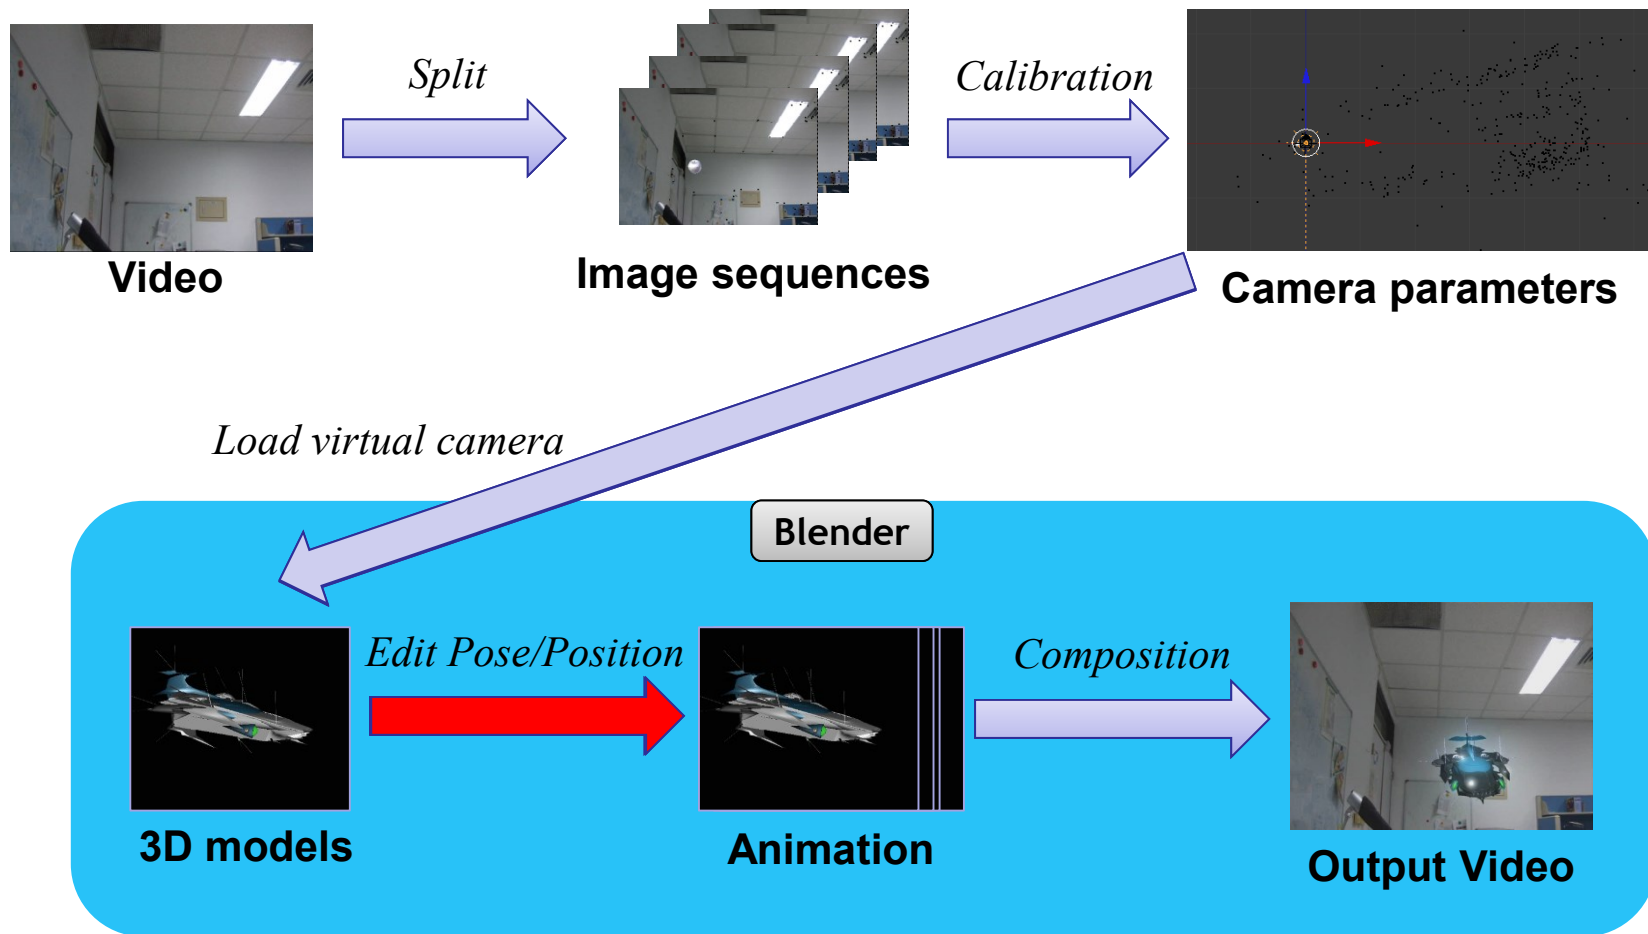 Split
Calibration
Video
Image sequences
Camera parameters
Load virtual camera
Blender
Edit Pose/Position
Composition
3D models
Animation
Output Video